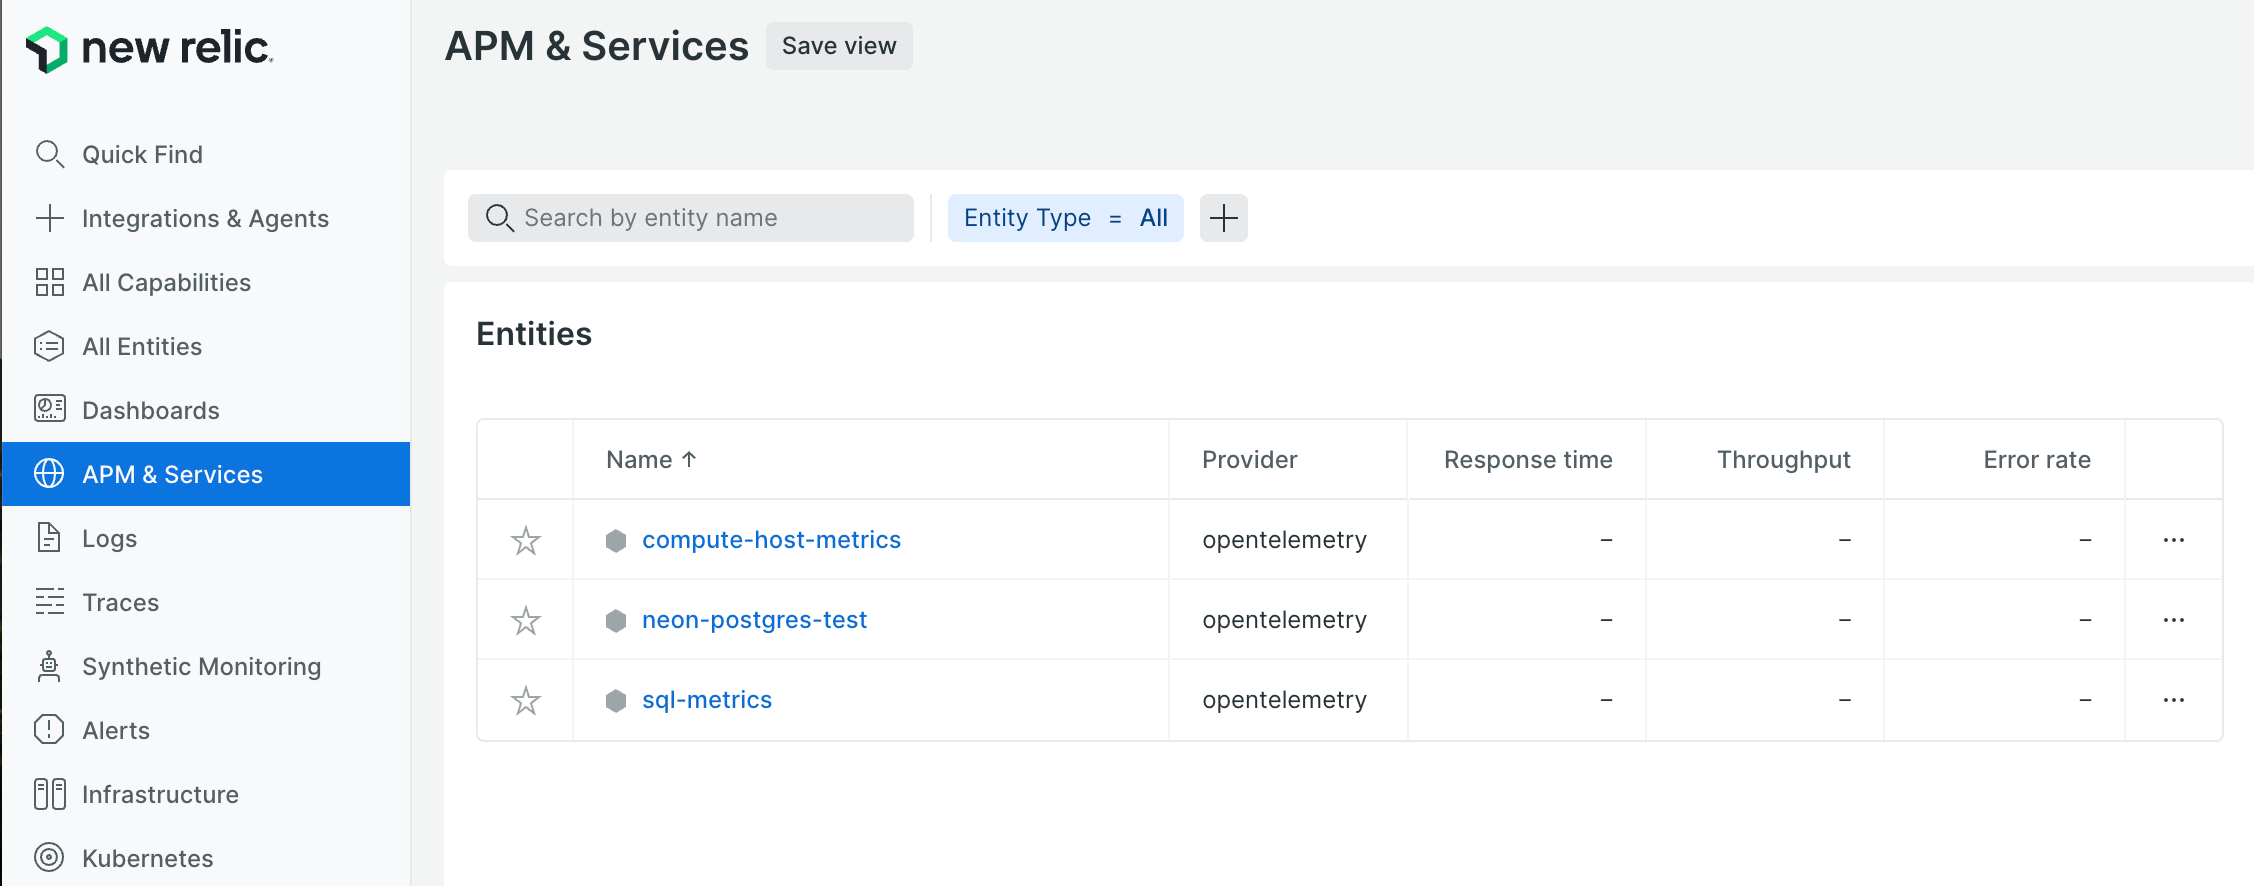 new relic
APM & Services Save view
Quick Find
Integrations & Agents
All Capabilities
All Entities
Dashboards
APM & Services
Logs
Traces
Synthetic Monitoring
Alerts
Infrastructure
Kubernetes
Search by entity name Entity Type = All
Entities
Name ↑ Provider Response time Throughput Error rate
compute-host-metrics opentelemetry – – – ...
neon-postgres-test opentelemetry – – – ...
sql-metrics opentelemetry – – – ...